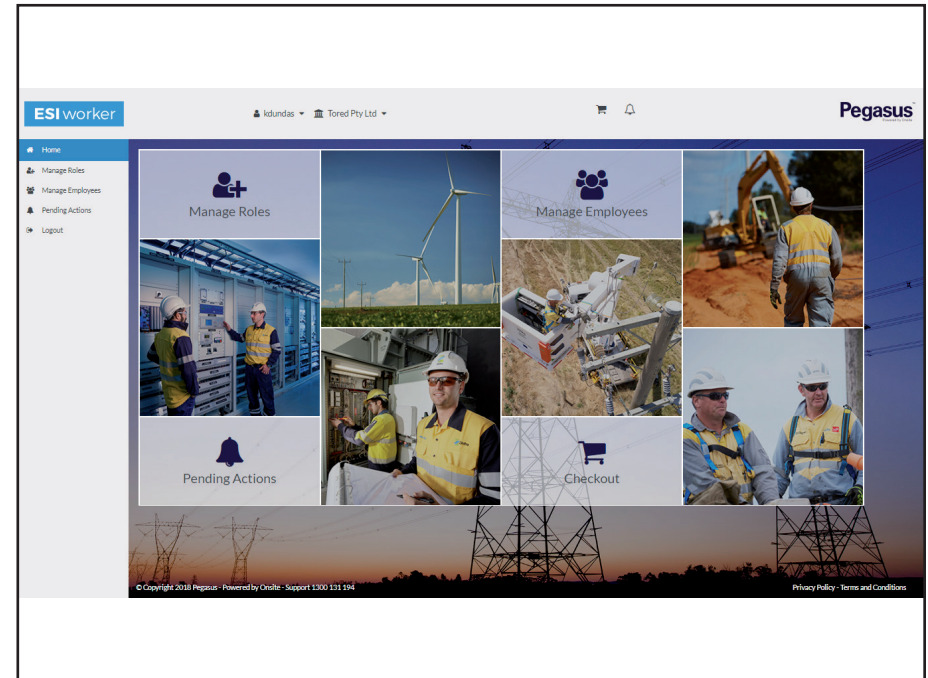 ESI worker
kdundas
Tored Pty Ltd
Pegasus
Home
Manage Roles
Manage Employees
Pending Actions
Logout
Manage Roles
Manage Employees
Pending Actions
Checkout
© Copyright 2018 Pegasus - Powered by Onsite - Support 1300 131 194
Privacy Policy - Terms and Conditions